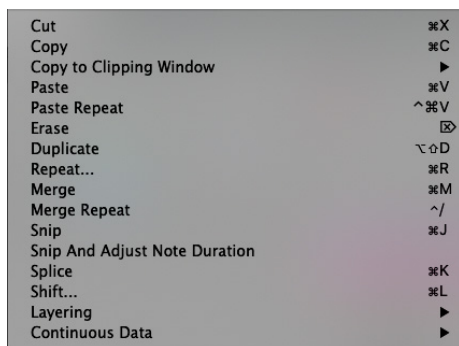 Cut ⌘X
Copy ⌘C
Copy to Clipping Window ▶
Paste ⌘V
Paste Repeat ^⌘V
Erase ⌦
Duplicate ⌥⇧D
Repeat... ⌘R
Merge ⌘M
Merge Repeat ^/
Snip ⌘J
Snip And Adjust Note Duration
Splice ⌘K
Shift... ⌘L
Layering ▶
Continuous Data ▶